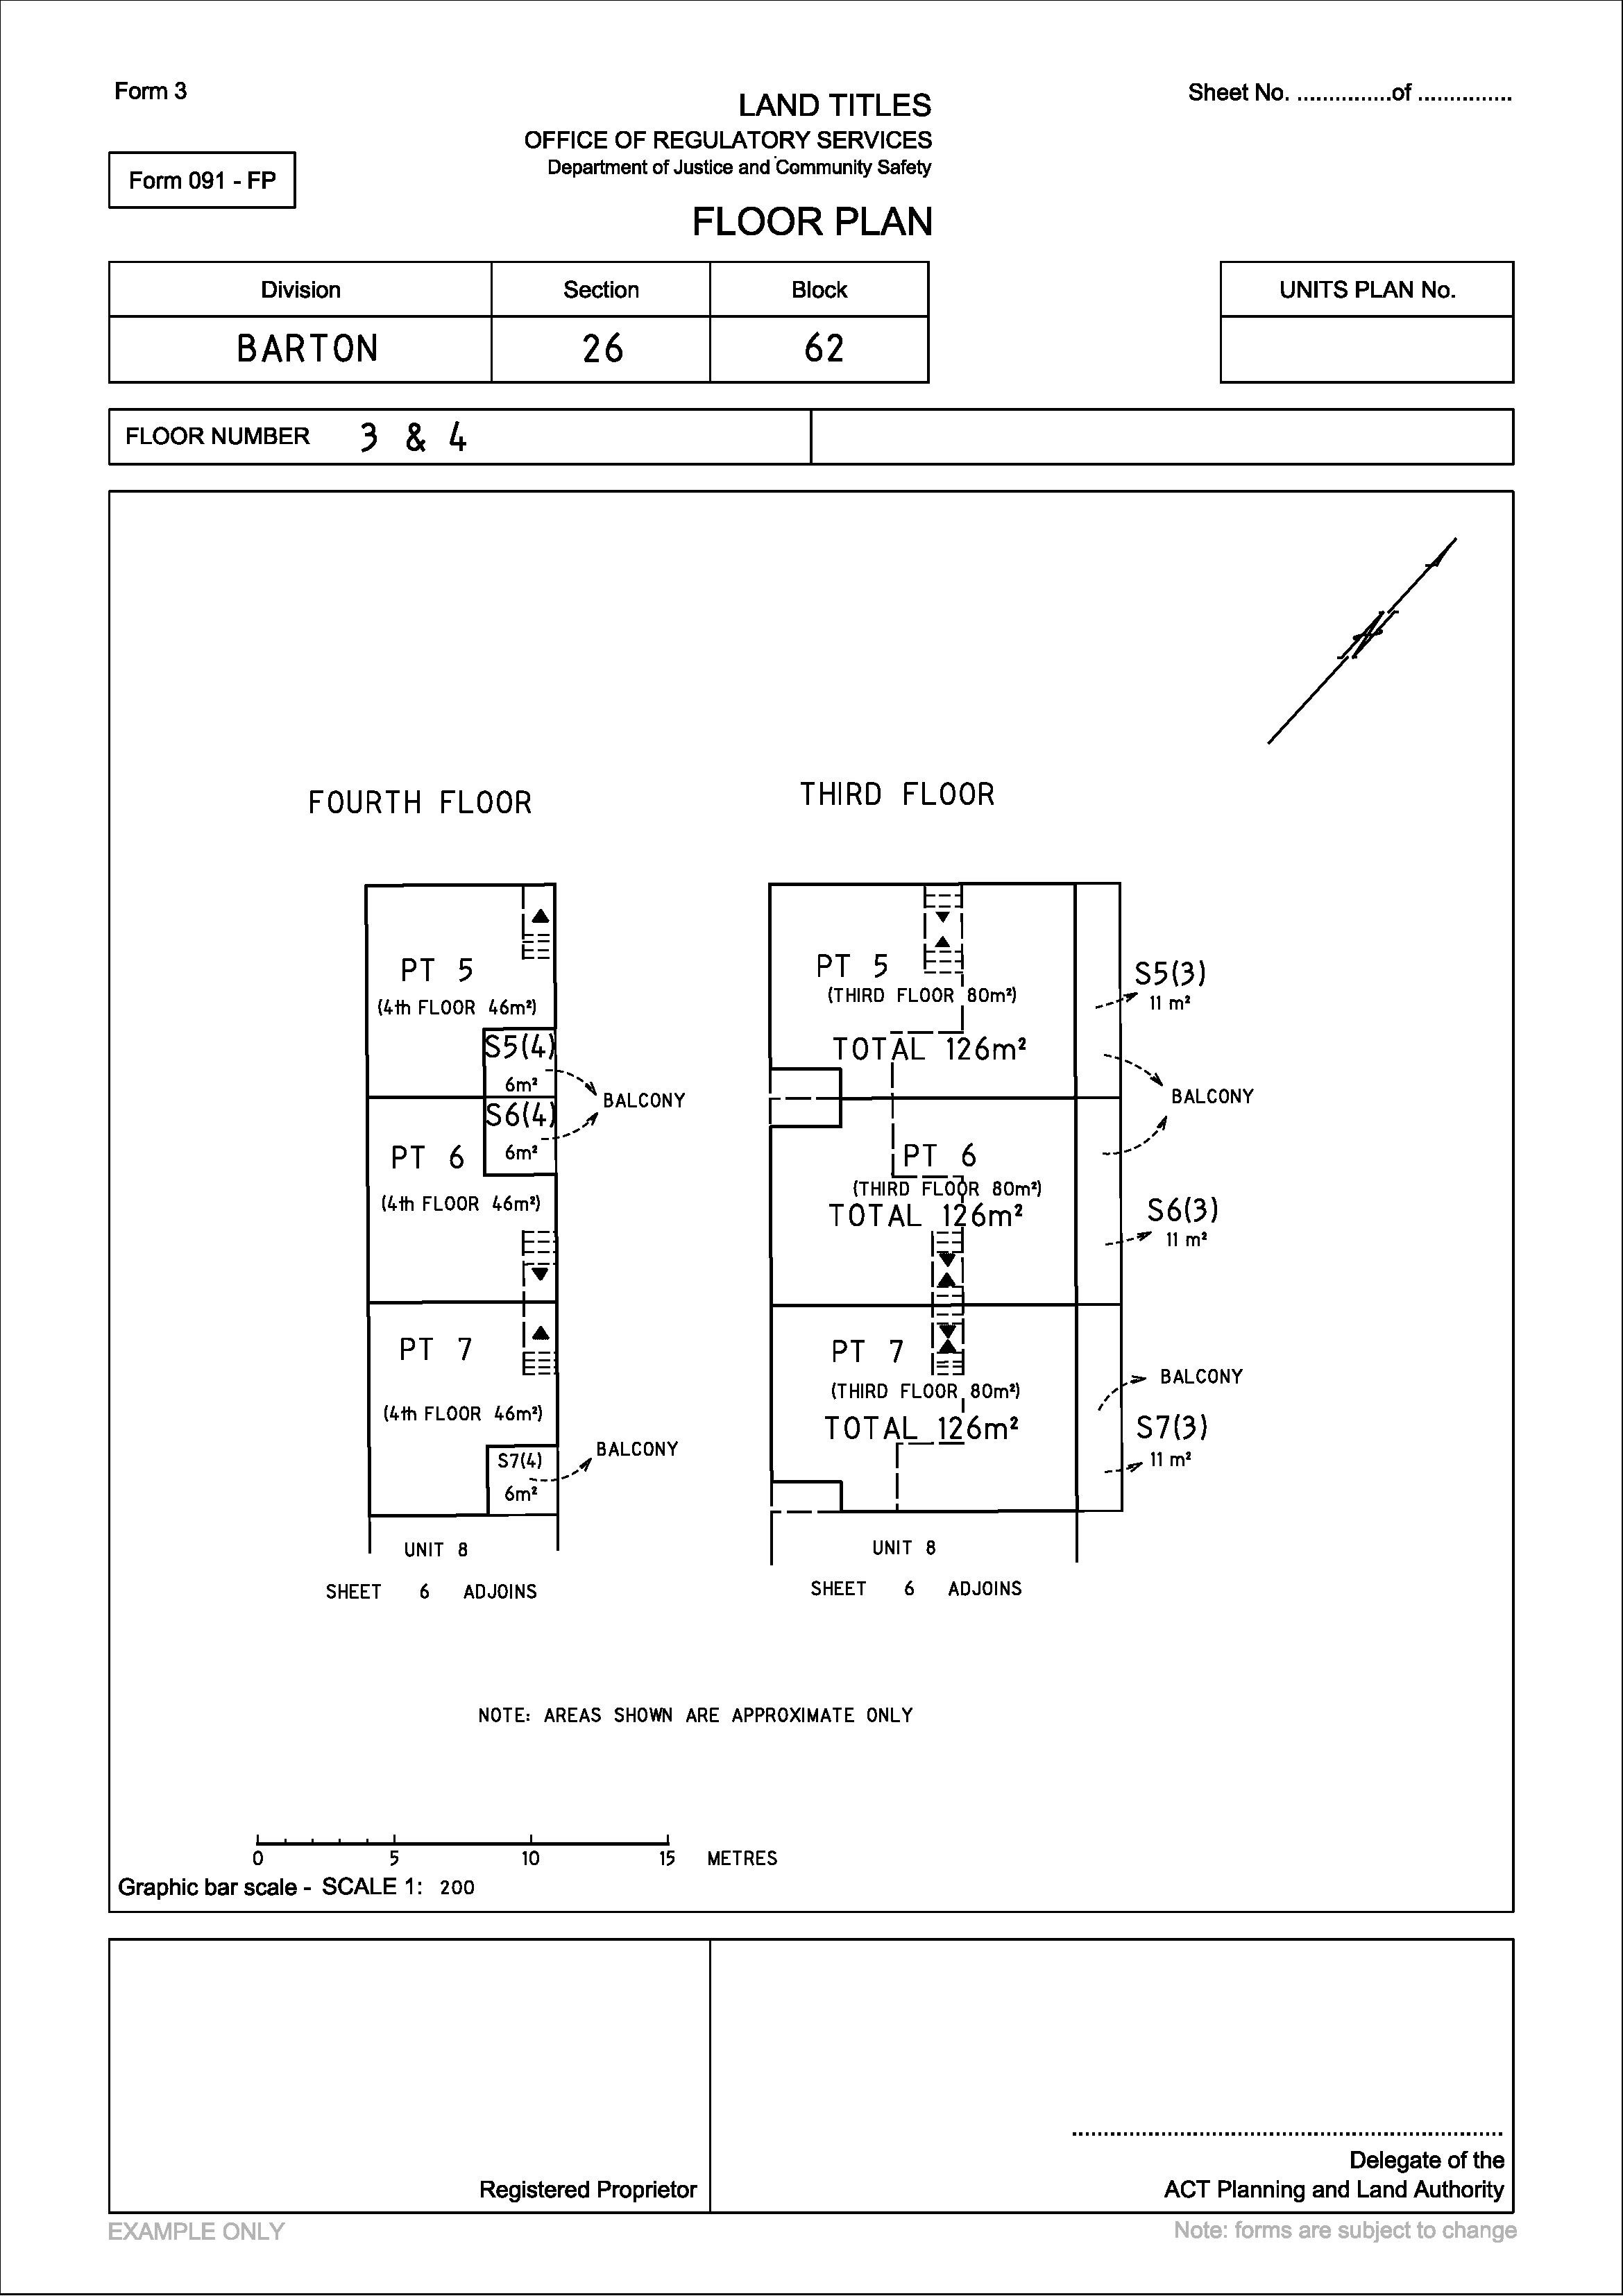 Form 3
LAND TITLES
Sheet No. ...............of ...............
OFFICE OF REGULATORY SERVICES
Department of Justice and Community Safety
Form 091 - FP
FLOOR PLAN
Division Section Block
BARTON 26 62
UNITS PLAN No.
FLOOR NUMBER 3 & 4
FOURTH FLOOR
PT 5
(4th FLOOR 46m²)
S5(4)
6m²
BALCONY
S6(4)
6m²
PT 6
(4th FLOOR 46m²)
PT 7
(4th FLOOR 46m²)
BALCONY
S7(4)
6m²
UNIT 8
SHEET 6 ADJOINS
THIRD FLOOR
PT 5
(THIRD FLOOR 80m²)
TOTAL 126m²
S5(3)
11 m²
BALCONY
PT 6
(THIRD FLOOR 80m²)
TOTAL 126m²
S6(3)
11 m²
PT 7
(THIRD FLOOR 80m²)
TOTAL 126m²
BALCONY
S7(3)
11 m²
UNIT 8
SHEET 6 ADJOINS
NOTE: AREAS SHOWN ARE APPROXIMATE ONLY
0 5 10 15 METRES
Graphic bar scale - SCALE 1: 200
Registered Proprietor
Delegate of the
ACT Planning and Land Authority
EXAMPLE ONLY
Note: forms are subject to change